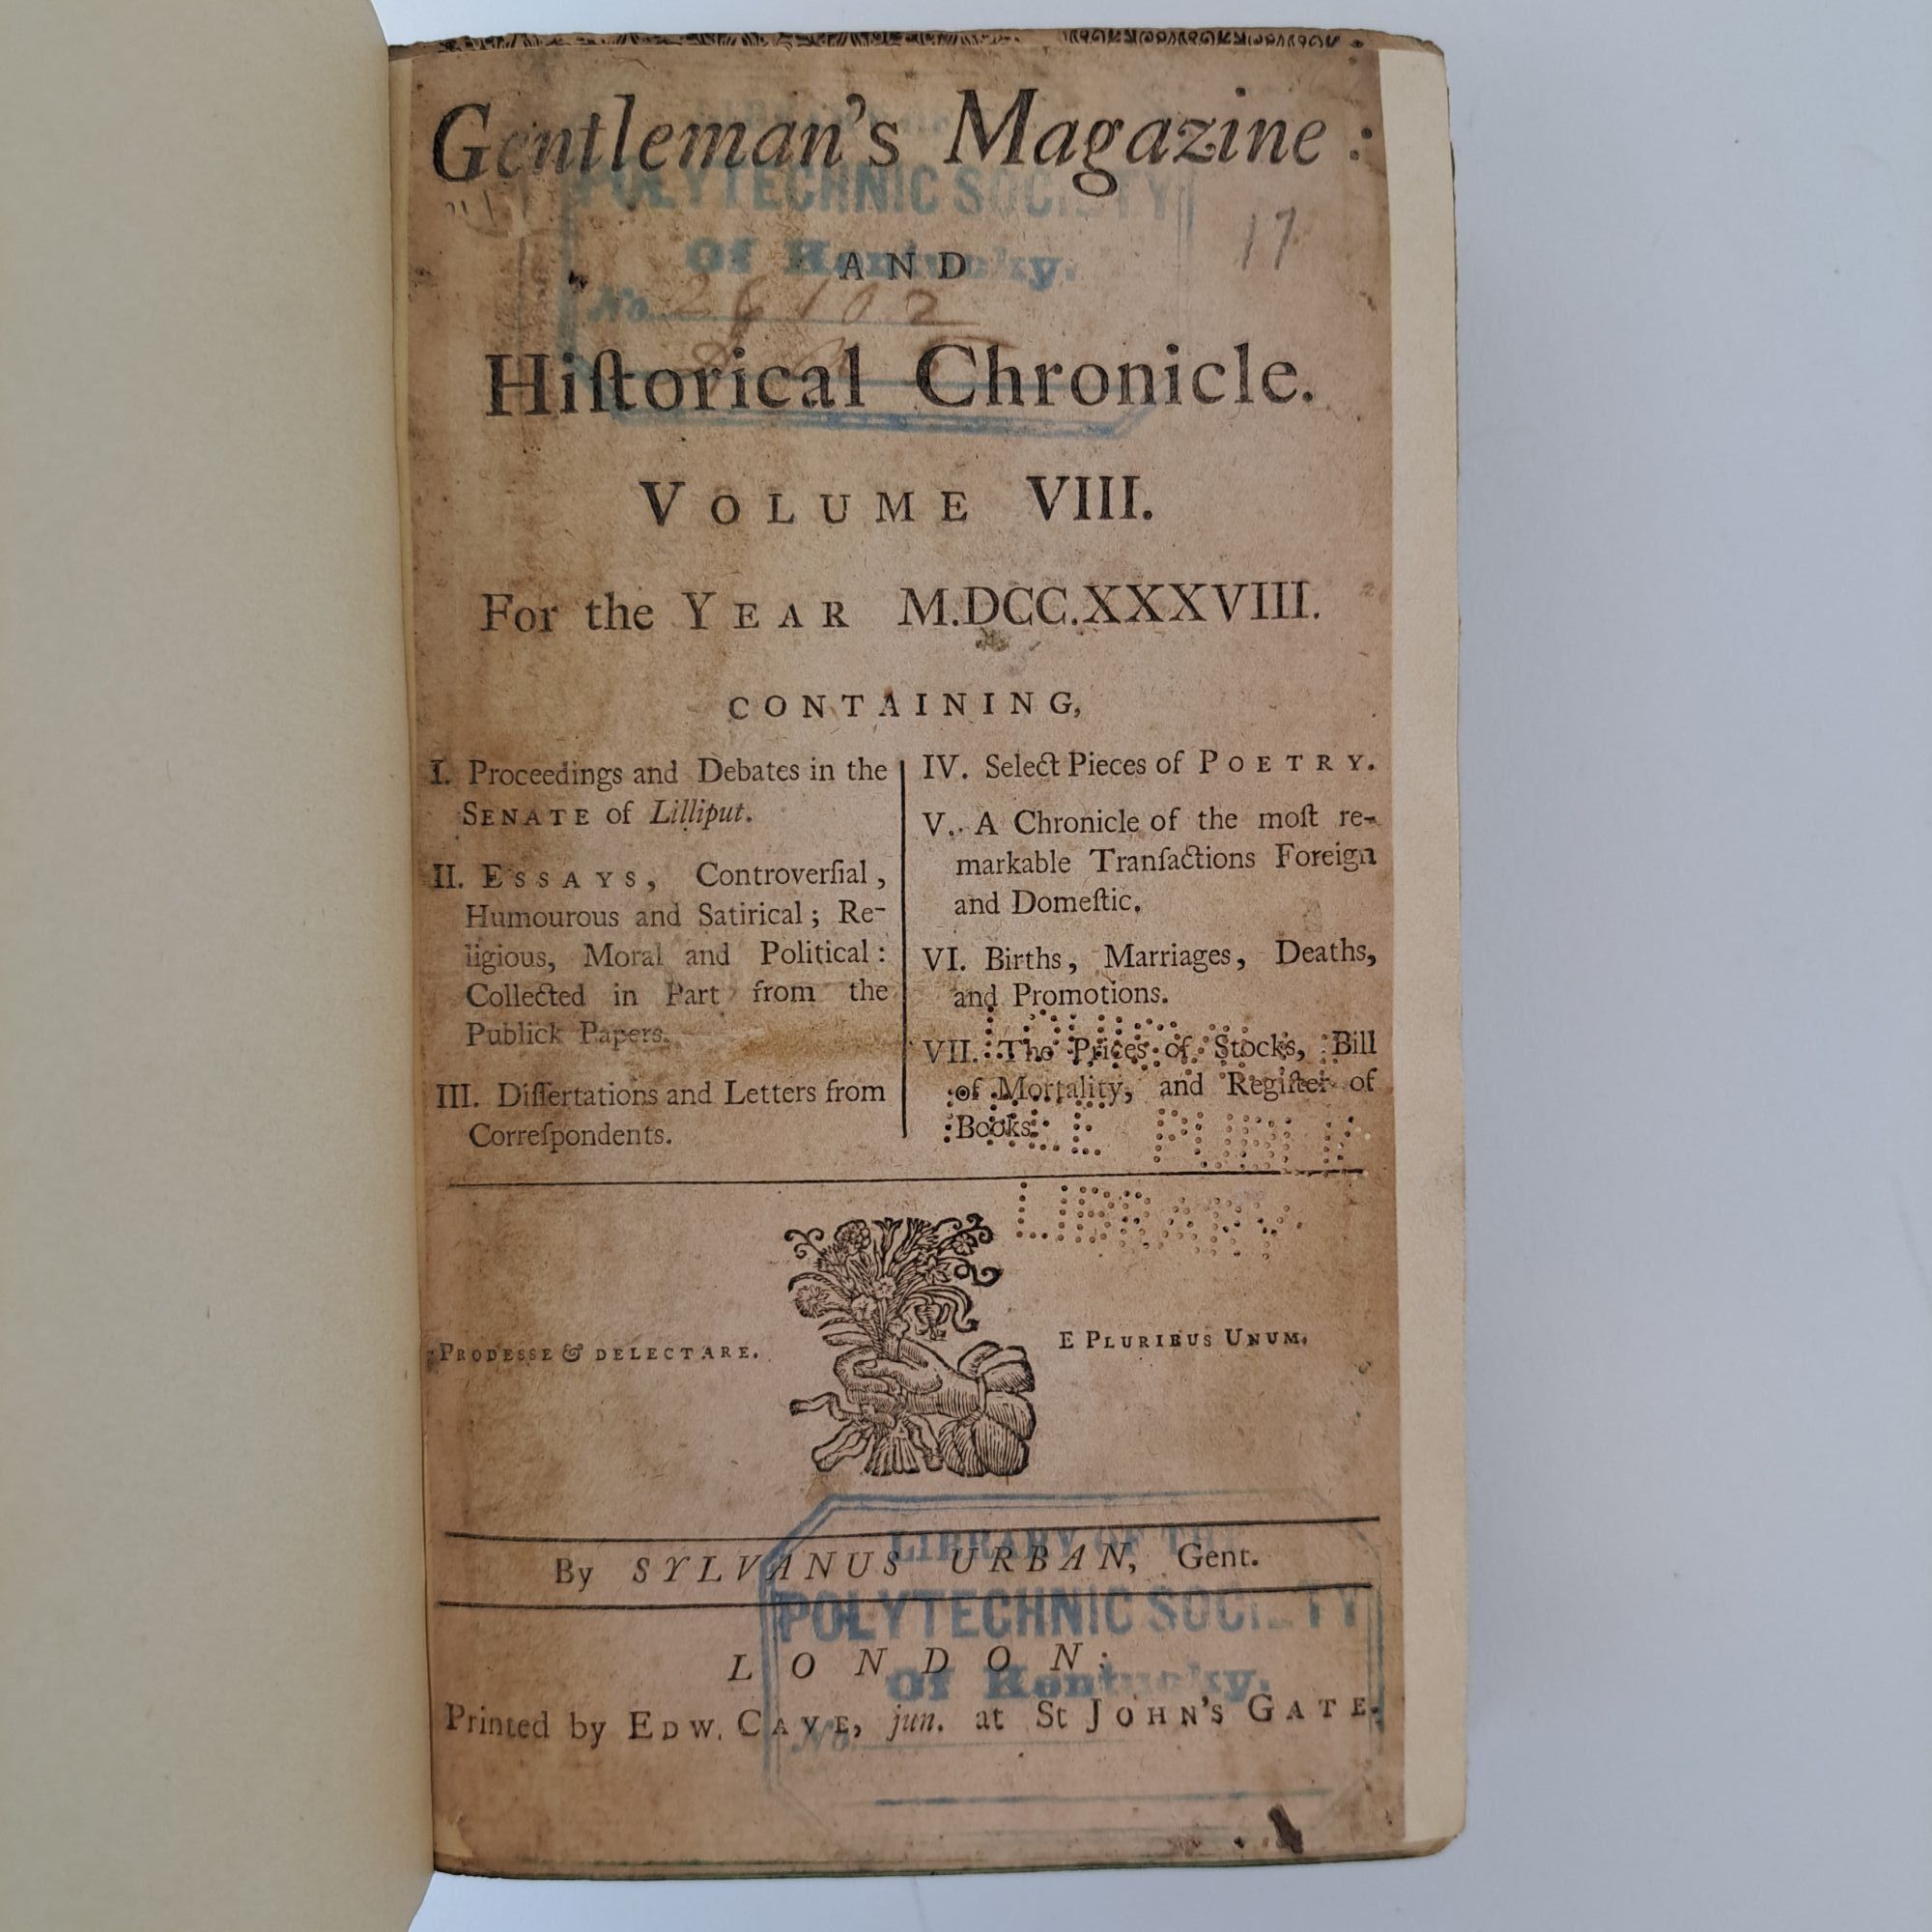 Gentleman's Magazine:
POLYTECHNIC SOCIETY
17
Of Kentucky.
AND
No. 26102
Hiſtorical Chronicle.
VOLUME VIII.
For the YEAR M.DCC.XXXVIII.
CONTAINING,
I. Proceedings and Debates in the
SENATE of Lilliput.
II. ESSAYS, Controverſial,
Humourous and Satirical; Re-
ligious, Moral and Political:
Collected in Part from the
Publick Papers.
III. Diſſertations and Letters from
Correſpondents.
IV. Select Pieces of POETRY.
V. A Chronicle of the moſt re-
markable Tranſactions Foreign
and Domeſtic.
VI. Births, Marriages, Deaths,
and Promotions.
VII. The Prices of Stocks, Bill
of Mortality, and Regiſter of
Books.
LIBRARY
PRODESSE & DELECTARE.
E PLURIBUS UNUM.
LIBRARY OF THE
By SYLVANUS URBAN, Gent.
POLYTECHNIC SOCIETY
LONDON:
Of Kentucky.
Printed by EDW. CAVE, jun. at St JOHN'S GATE.
No.